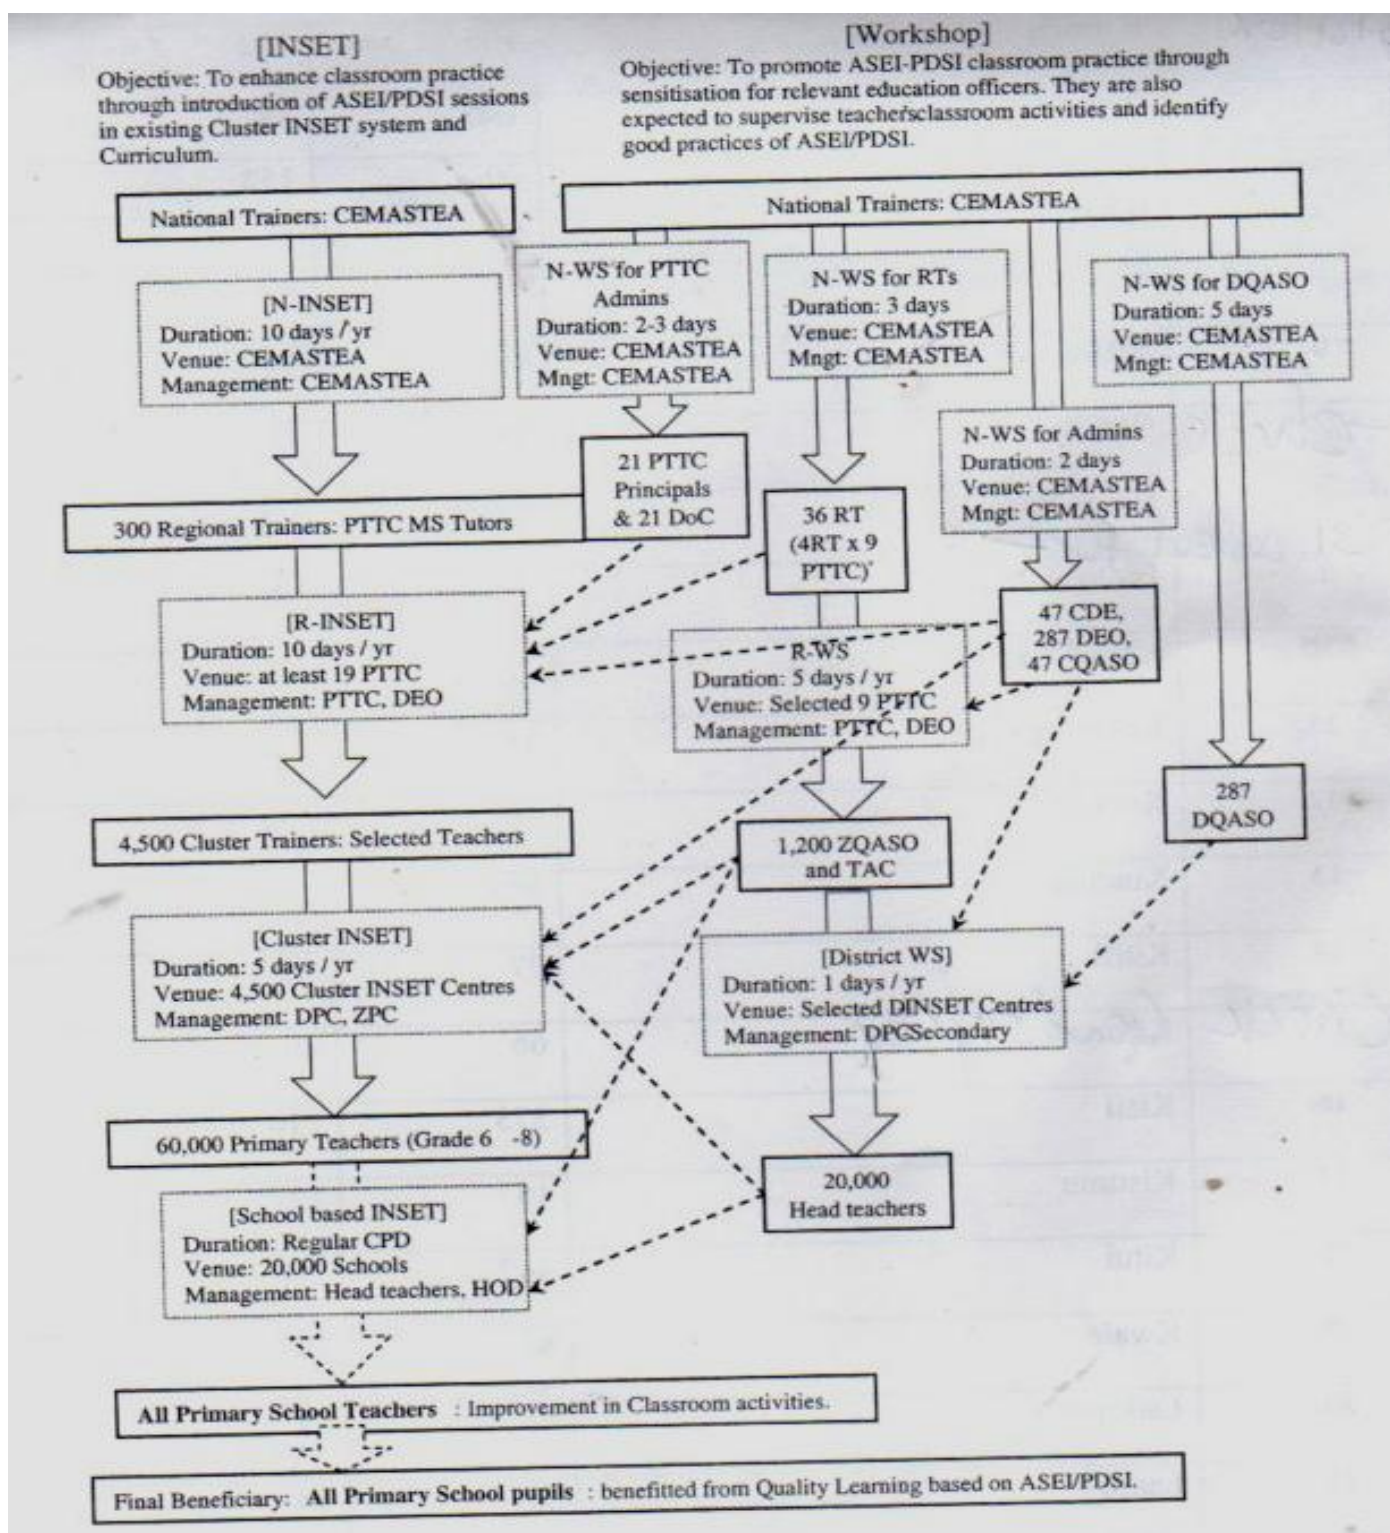 [INSET]
Objective: To enhance classroom practice
through introduction of ASEI/PDSI sessions
in existing Cluster INSET system and
Curriculum.
[Workshop]
Objective: To promote ASEI-PDSI classroom practice through
sensitisation for relevant education officers. They are also
expected to supervise teachersclassroom activities and identify
good practices of ASEI/PDSI.
National Trainers: CEMASTEA
National Trainers: CEMASTEA
[N-INSET]
Duration: 10 days / yr
Venue: CEMASTEA
Management: CEMASTEA
N-WS for PTTC
Admins
Duration: 2-3 days
Venue: CEMASTEA
Mngt: CEMASTEA
N-WS for RTs
Duration: 3 days
Venue: CEMASTEA
Mngt: CEMASTEA
N-WS for DQASO
Duration: 5 days
Venue: CEMASTEA
Mngt: CEMASTEA
N-WS for Admins
Duration: 2 days
Venue: CEMASTEA
Mngt: CEMASTEA
300 Regional Trainers: PTTC MS Tutors
21 PTTC
Principals
& 21 DoC
36 RT
(4RT x 9
PTTC)
47 CDE,
287 DEO,
47 CQASO
[R-INSET]
Duration: 10 days / yr
Venue: at least 19 PTTC
Management: PTTC, DEO
R-WS
Duration: 5 days / yr
Venue: Selected 9 PTTC
Management: PTTC, DEO
287
DQASO
4,500 Cluster Trainers: Selected Teachers
1,200 ZQASO
and TAC
[Cluster INSET]
Duration: 5 days / yr
Venue: 4,500 Cluster INSET Centres
Management: DPC, ZPC
[District WS]
Duration: 1 days / yr
Venue: Selected DINSET Centres
Management: DPCSecondary
60,000 Primary Teachers (Grade 6 -8)
20,000
Head teachers
[School based INSET]
Duration: Regular CPD
Venue: 20,000 Schools
Management: Head teachers, HOD
All Primary School Teachers : Improvement in Classroom activities.
Final Beneficiary: All Primary School pupils : benefitted from Quality Learning based on ASEI/PDSI.